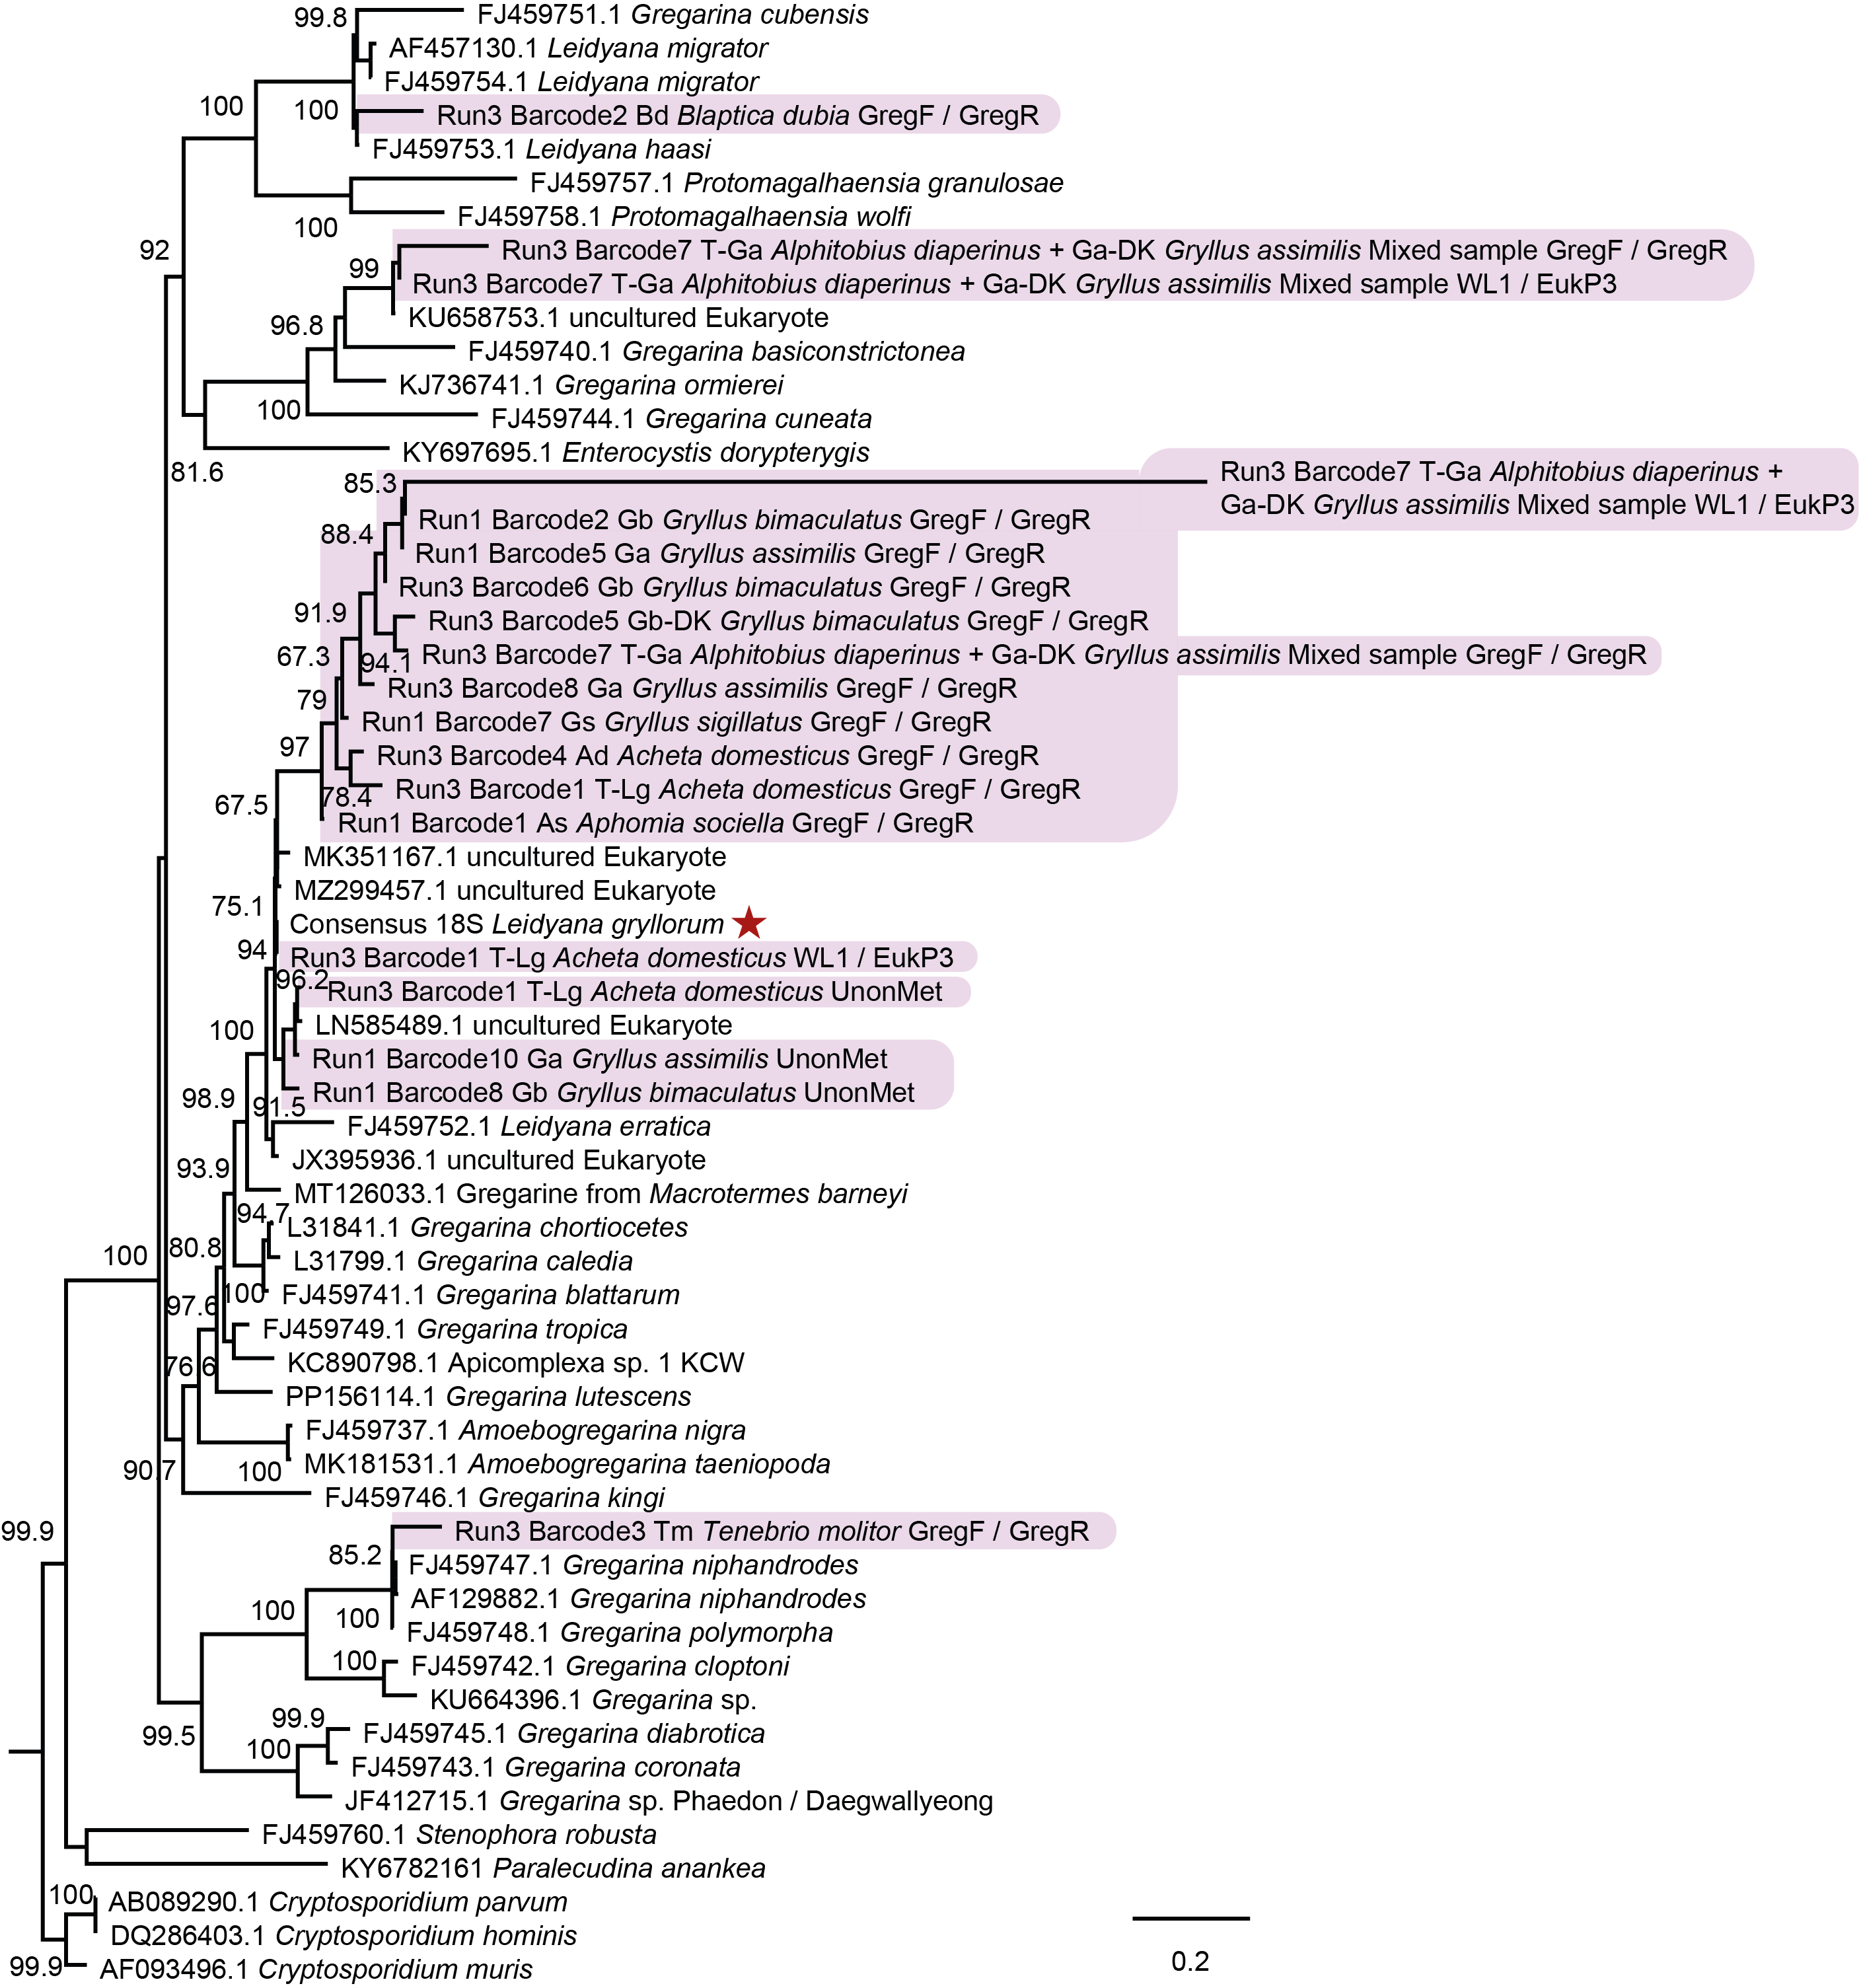 99.8
FJ459751.1 Gregarina cubensis
AF457130.1 Leidyana migrator
FJ459754.1 Leidyana migrator
100
100
Run3 Barcode2 Bd Blaptica dubia GregF / GregR
FJ459753.1 Leidyana haasi
FJ459757.1 Protomagalhaensia granulosae
FJ459758.1 Protomagalhaensia wolfi
100
92
Run3 Barcode7 T-Ga Alphitobius diaperinus + Ga-DK Gryllus assimilis Mixed sample GregF / GregR
99
Run3 Barcode7 T-Ga Alphitobius diaperinus + Ga-DK Gryllus assimilis Mixed sample WL1 / EukP3
KU658753.1 uncultured Eukaryote
96.8
FJ459740.1 Gregarina basiconstrictonea
KJ736741.1 Gregarina ormierei
100
FJ459744.1 Gregarina cuneata
KY697695.1 Enterocystis dorypterygis
81.6
85.3
Run3 Barcode7 T-Ga Alphitobius diaperinus +
Ga-DK Gryllus assimilis Mixed sample WL1 / EukP3
Run1 Barcode2 Gb Gryllus bimaculatus GregF / GregR
88.4
Run1 Barcode5 Ga Gryllus assimilis GregF / GregR
Run3 Barcode6 Gb Gryllus bimaculatus GregF / GregR
91.9
Run3 Barcode5 Gb-DK Gryllus bimaculatus GregF / GregR
67.3
94.1
Run3 Barcode7 T-Ga Alphitobius diaperinus + Ga-DK Gryllus assimilis Mixed sample GregF / GregR
Run3 Barcode8 Ga Gryllus assimilis GregF / GregR
79
Run1 Barcode7 Gs Gryllus sigillatus GregF / GregR
97
Run3 Barcode4 Ad Acheta domesticus GregF / GregR
78.4
Run3 Barcode1 T-Lg Acheta domesticus GregF / GregR
67.5
Run1 Barcode1 As Aphomia sociella GregF / GregR
MK351167.1 uncultured Eukaryote
MZ299457.1 uncultured Eukaryote
75.1
Consensus 18S Leidyana gryllorum
94
Run3 Barcode1 T-Lg Acheta domesticus WL1 / EukP3
96.2
Run3 Barcode1 T-Lg Acheta domesticus UnonMet
100
LN585489.1 uncultured Eukaryote
Run1 Barcode10 Ga Gryllus assimilis UnonMet
98.9
91.5
Run1 Barcode8 Gb Gryllus bimaculatus UnonMet
FJ459752.1 Leidyana erratica
93.9
JX395936.1 uncultured Eukaryote
MT126033.1 Gregarine from Macrotermes barneyi
94.7
L31841.1 Gregarina chortiocetes
100
80.8
L31799.1 Gregarina caledia
97.6
100
FJ459741.1 Gregarina blattarum
FJ459749.1 Gregarina tropica
76.6
KC890798.1 Apicomplexa sp. 1 KCW
PP156114.1 Gregarina lutescens
FJ459737.1 Amoebogregarina nigra
90.7
100
MK181531.1 Amoebogregarina taeniopoda
FJ459746.1 Gregarina kingi
99.9
Run3 Barcode3 Tm Tenebrio molitor GregF / GregR
85.2
FJ459747.1 Gregarina niphandrodes
AF129882.1 Gregarina niphandrodes
100
100
FJ459748.1 Gregarina polymorpha
100
FJ459742.1 Gregarina cloptoni
KU664396.1 Gregarina sp.
99.5
99.9
FJ459745.1 Gregarina diabrotica
100
FJ459743.1 Gregarina coronata
JF412715.1 Gregarina sp. Phaedon / Daegwallyeong
FJ459760.1 Stenophora robusta
KY6782161 Paralecudina anankea
100
AB089290.1 Cryptosporidium parvum
DQ286403.1 Cryptosporidium hominis
99.9
AF093496.1 Cryptosporidium muris
0.2